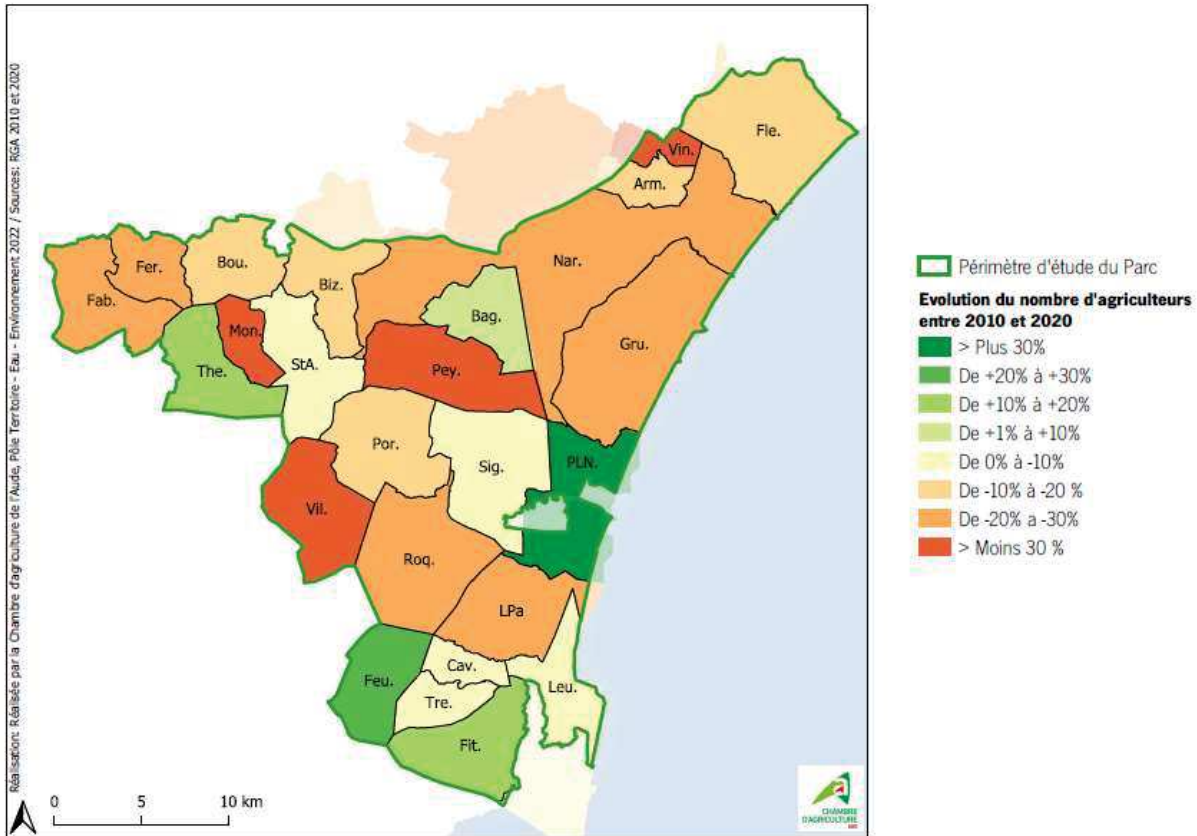 Réalisation: Réalisée par la Chambre d'agriculture de l'Aude, Pôle Territoire - Eau - Environnement 2022 / Sources: RGA 2010 et 2020
Fle.
Vin.
Arm.
Nar.
Fer.
Bou.
Biz.
Fab.
Bag.
Mon.
Gru.
StA.
The.
Pey.
Por.
Sig.
PLN.
Vil.
Roq.
LPa
Cav.
Feu.
Leu.
Tre.
Fit.
0 5 10 km
CHAMBRE
D'AGRICULTURE
Périmètre d'étude du Parc
Evolution du nombre d'agriculteurs
entre 2010 et 2020
> Plus 30%
De +20% à +30%
De +10% à +20%
De +1% à +10%
De 0% à -10%
De -10% à -20 %
De -20% a -30%
> Moins 30 %